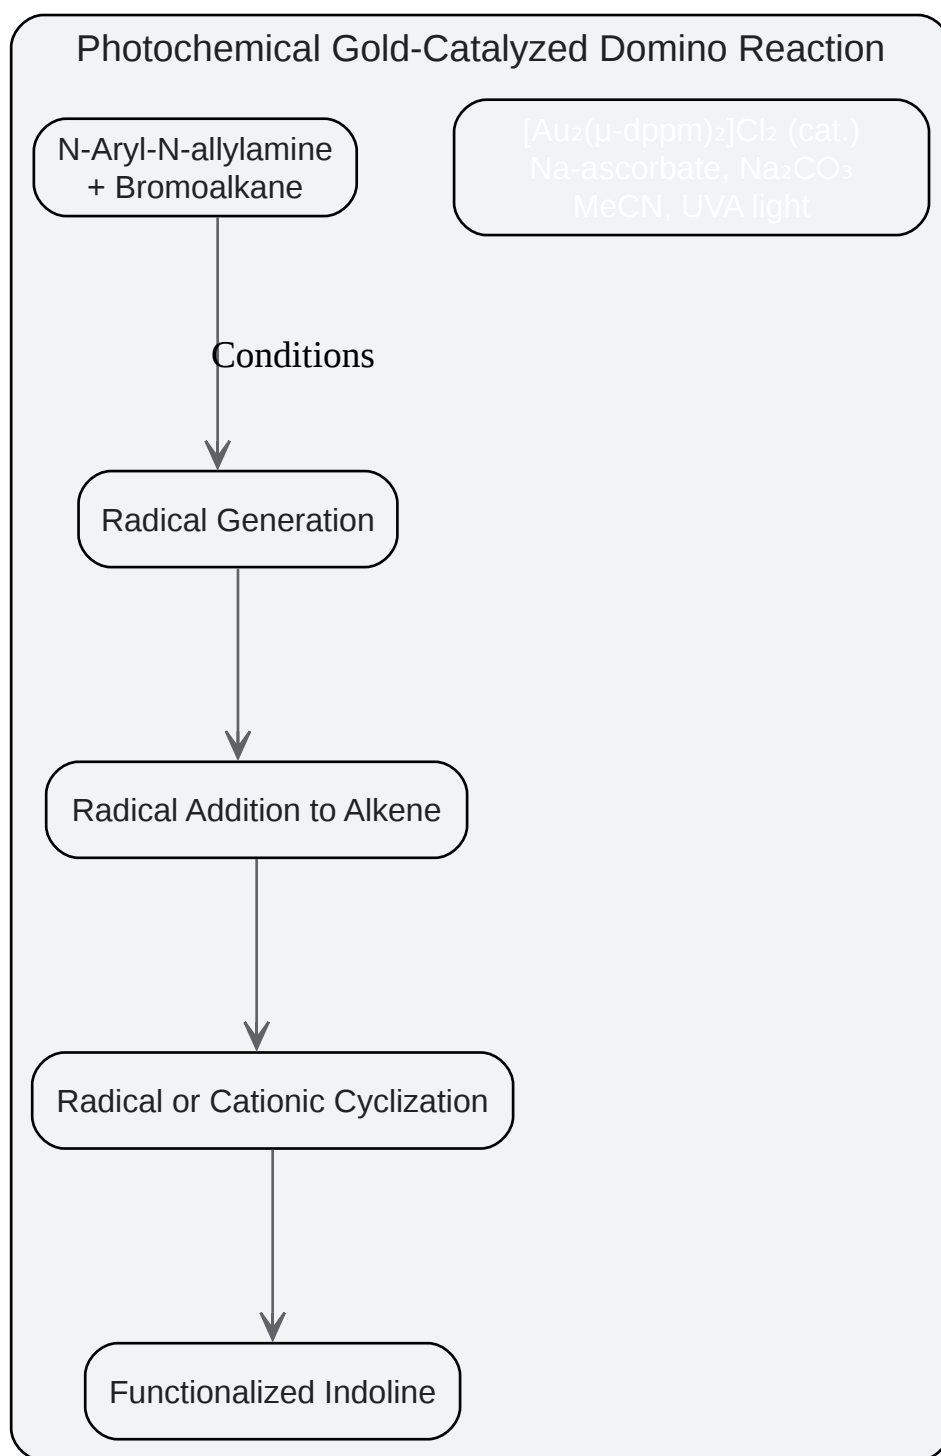 Photochemical Gold-Catalyzed Domino Reaction
N-Aryl-N-allylamine
+ Bromoalkane
[Au₂(μ-dppm)₂]Cl₂ (cat.)
Na-ascorbate, Na₂CO₃
MeCN, UVA light
Conditions
Radical Generation
Radical Addition to Alkene
Radical or Cationic Cyclization
Functionalized Indoline